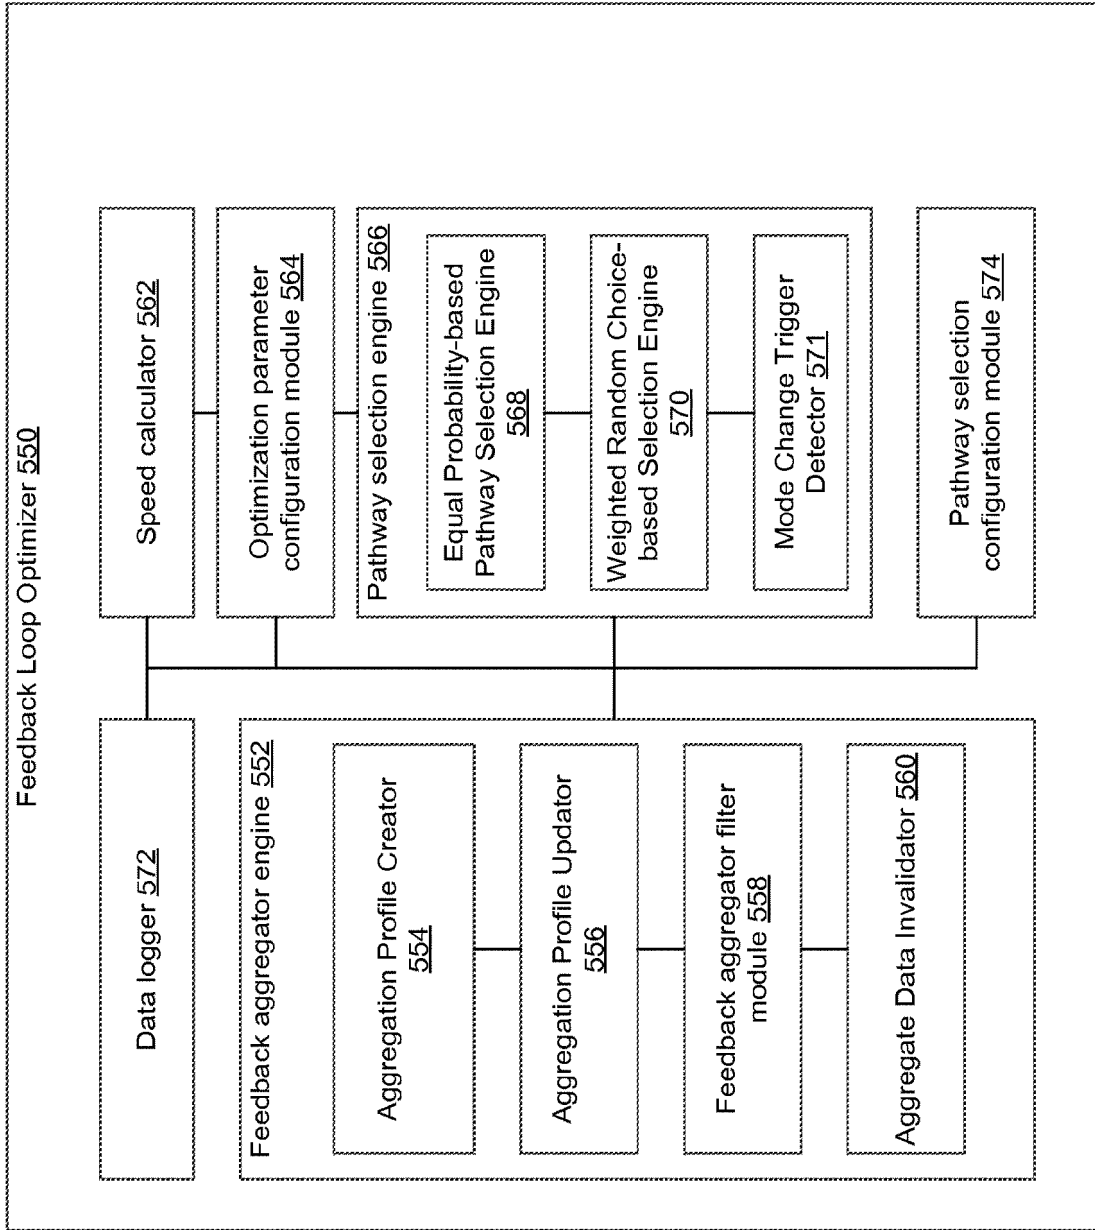 Feedback Loop Optimizer 550
Data logger 572
Feedback aggregator engine 552
Aggregation Profile Creator
554
Aggregation Profile Updator
556
Feedback aggregator filter
module 558
Aggregate Data Invalidator 560
Speed calculator 562
Optimization parameter
configuration module 564
Pathway selection engine 566
Equal Probability-based
Pathway Selection Engine
568
Weighted Random Choice-
based Selection Engine
570
Mode Change Trigger
Detector 571
Pathway selection
configuration module 574